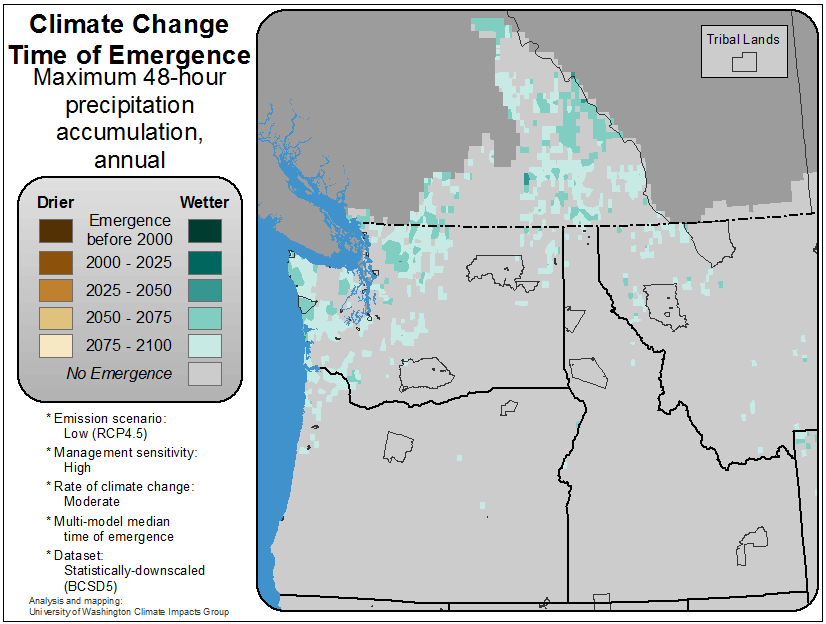 Climate Change
Time of Emergence
Maximum 48-hour
precipitation
accumulation,
annual
Drier
Wetter
Emergence
before 2000
2000 - 2025
2025 - 2050
2050 - 2075
2075 - 2100
No Emergence
* Emission scenario:
Low (RCP4.5)
* Management sensitivity:
High
* Rate of climate change:
Moderate
* Multi-model median
time of emergence
* Dataset:
Statistically-downscaled
(BCSD5)
Analysis and mapping:
University of Washington Climate Impacts Group
Tribal Lands